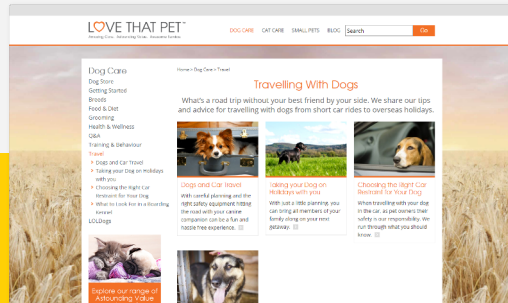 LOVE THAT PET™
DOG CARE CAT CARE SMALL PETS BLOG Search Go
Dog Care
Dog Store
Getting Started
Breeds
Food & Diet
Grooming
Health & Wellness
Q&A
Training & Behaviour
Travel
Dogs and Car Travel
Taking your Dog on Holidays
with you
Choosing the Right Car
Restraint for Your Dog
What to Look For in a Boarding
Kennel
LOLDogs
Explore our range of
Astounding Value
Home > Dog Care > Travel
Travelling With Dogs
What's a road trip without your best friend by your side. We share our tips
and advice for travelling with dogs from short car rides to overseas holidays.
Dogs and Car Travel
With careful planning and the
right safety equipment hitting
the road with your canine
companion can be a fun and
hassle free experience.
Taking your Dog on
Holidays with you
With just a little planning, you
can bring all members of your
family along on your next
getaway.
Choosing the Right Car
Restraint for Your Dog
When travelling with your dog
in the car, as pet owners their
safety is our responsibility. We
run through what you should
know.